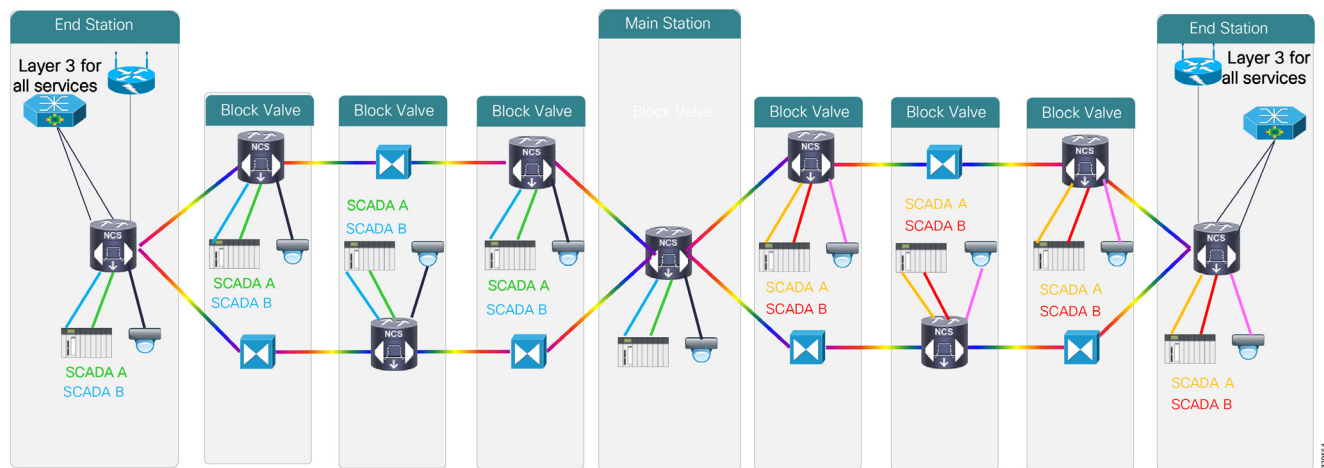 End Station
Main Station
End Station
Layer 3 for
all services
Layer 3 for
all services
Block Valve
Block Valve
Block Valve
Block Valve
Block Valve
Block Valve
Block Valve
NCS
NCS
NCS
NCS
SCADA A
SCADA B
SCADA A
SCADA B
NCS
NCS
NCS
SCADA A
SCADA B
SCADA A
SCADA B
SCADA A
SCADA B
SCADA A
SCADA B
NCS
NCS
SCADA A
SCADA B
SCADA A
SCADA B